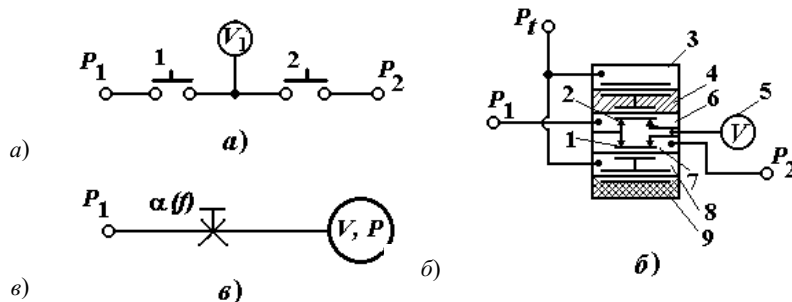 P₁ 1 V₁ 2 P₂
а) а)
Pₜ
3
4
2 6 5
P₁ V
1 P₂
7
8
9
б) б)
P₁ α(f) V, P
в) в)